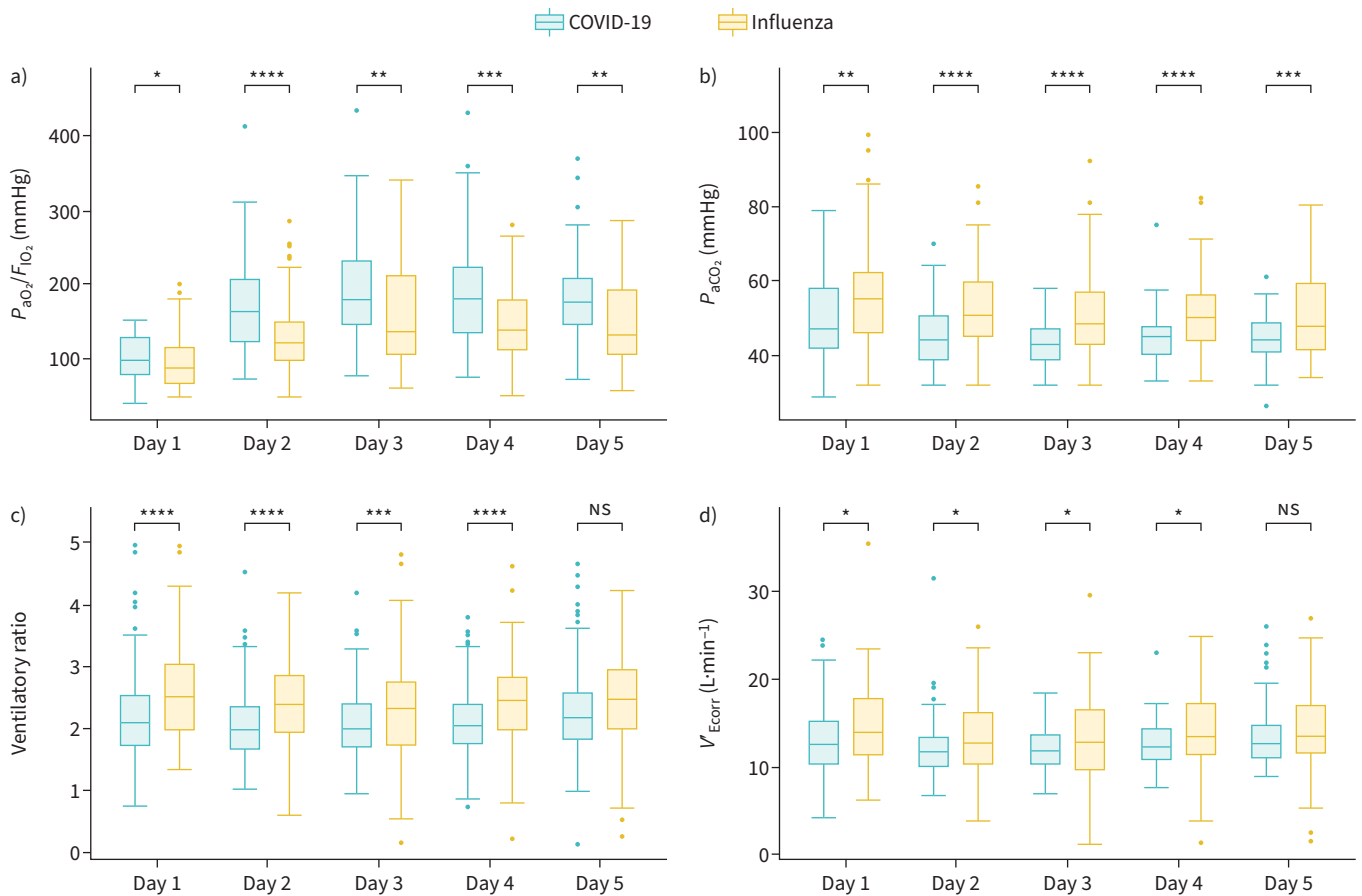 COVID-19 Influenza
a)
* **** ** *** **
PaO2/FIO2 (mmHg)
400
300
200
100
Day 1 Day 2 Day 3 Day 4 Day 5
b)
** **** **** **** ***
PaCO2 (mmHg)
100
80
60
40
Day 1 Day 2 Day 3 Day 4 Day 5
c)
**** **** *** **** NS
Ventilatory ratio
5
4
3
2
1
0
Day 1 Day 2 Day 3 Day 4 Day 5
d)
* * * * NS
V′Ecorr (L·min−1)
30
20
10
0
Day 1 Day 2 Day 3 Day 4 Day 5